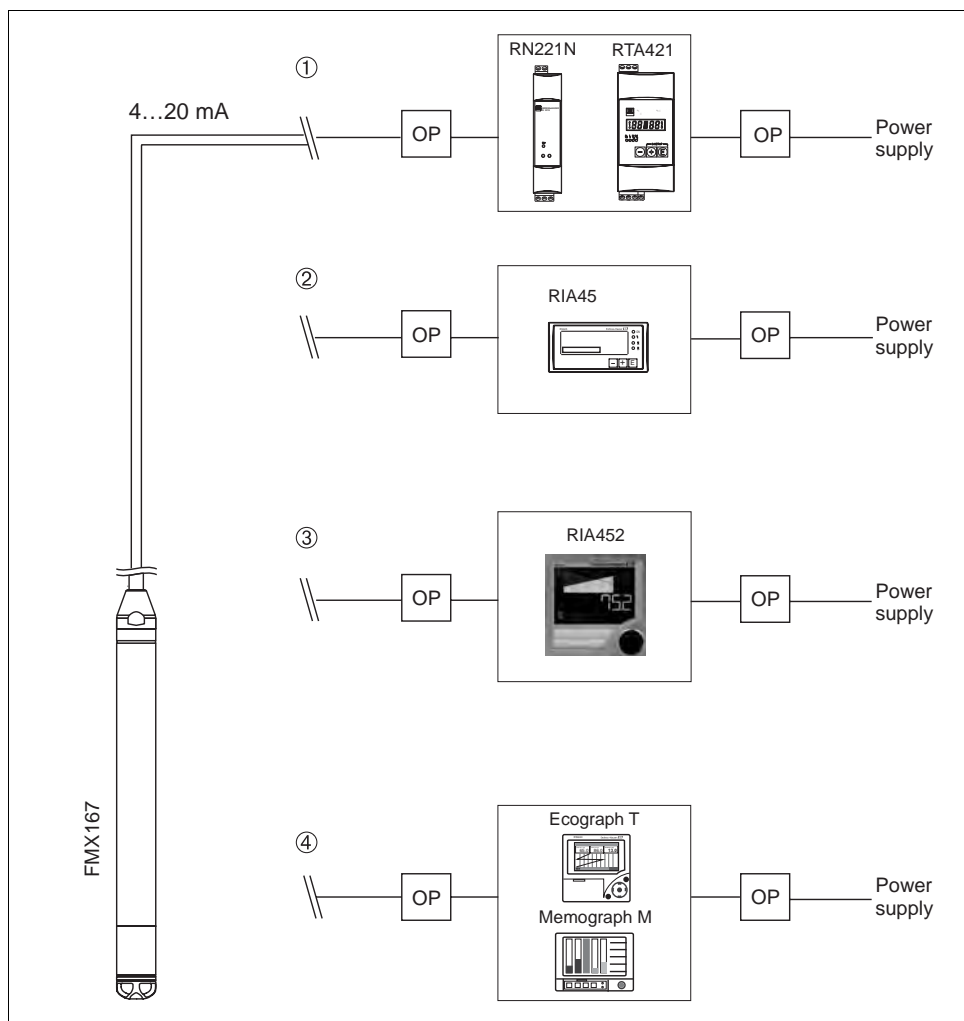 RN221N RTA421
①
4...20 mA
OP
OP
Power
supply
②
RIA45
OP
OP
Power
supply
- + E
③
RIA452
752
OP
OP
Power
supply
④
Ecograph T
OP
OP
Power
supply
Memograph M
FMX167